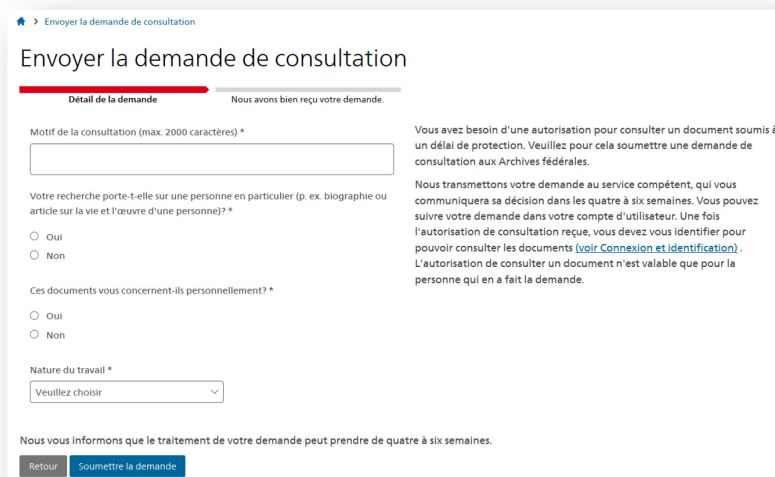 Envoyer la demande de consultation
Envoyer la demande de consultation
Détail de la demande
Nous avons bien reçu votre demande.
Motif de la consultation (max. 2000 caractères) *
Votre recherche porte-t-elle sur une personne en particulier (p. ex. biographie ou
article sur la vie et l'œuvre d'une personne)? *
Oui
Non
Ces documents vous concernent-ils personnellement? *
Oui
Non
Nature du travail *
Veuillez choisir
Vous avez besoin d'une autorisation pour consulter un document soumis à
un délai de protection. Veuillez pour cela soumettre une demande de
consultation aux Archives fédérales.
Nous transmettons votre demande au service compétent, qui vous
communiquera sa décision dans les quatre à six semaines. Vous pouvez
suivre votre demande dans votre compte d'utilisateur. Une fois
l'autorisation de consultation reçue, vous devez vous identifier pour
pouvoir consulter les documents (voir Connexion et identification) .
L'autorisation de consulter un document n'est valable que pour la
personne qui en a fait la demande.
Nous vous informons que le traitement de votre demande peut prendre de quatre à six semaines.
Retour
Soumettre la demande